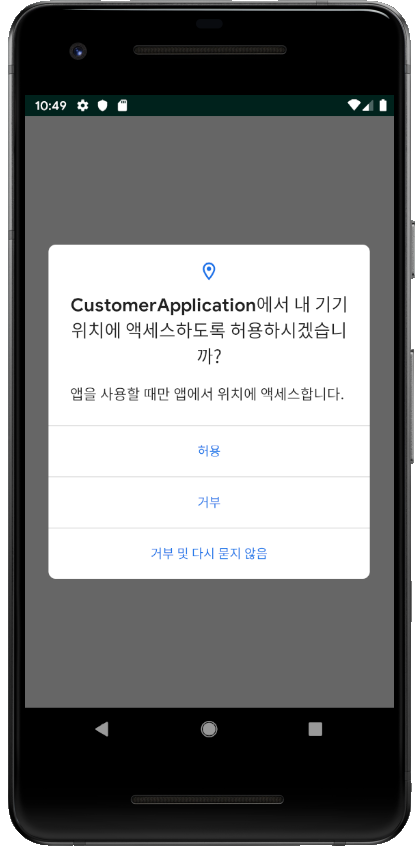 10:49
CustomerApplication에서 내 기기
위치에 액세스하도록 허용하시겠습니
까?
앱을 사용할 때만 앱에서 위치에 액세스합니다.
허용
거부
거부 및 다시 묻지 않음